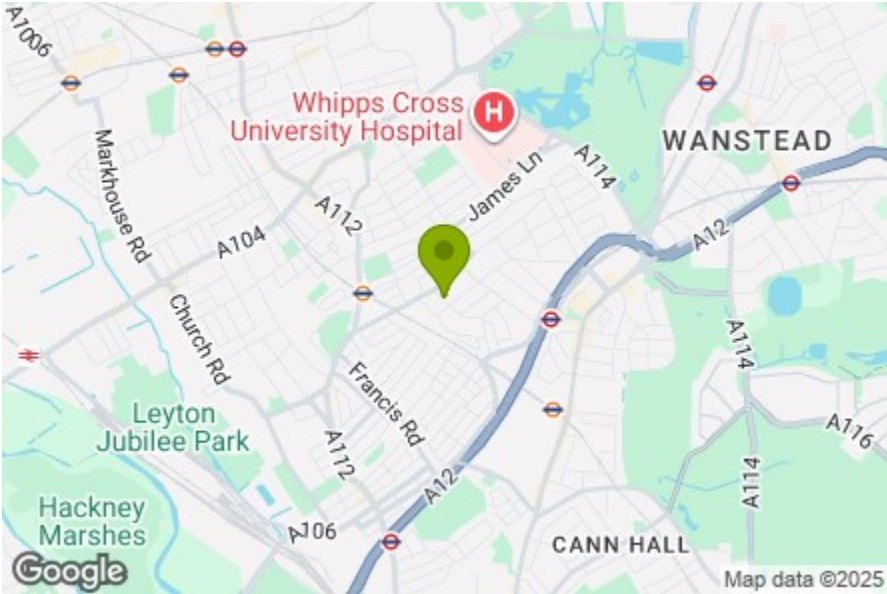 A1006
Whipps Cross
University Hospital
H
WANSTEAD
A114
James Ln
Markhouse Rd
A112
A104
A12
Church Rd
A114
Francis Rd
Leyton
Jubilee Park
A116
A112
A12
A114
Hackney
Marshes
A106
CANN HALL
Google
Map data ©2025